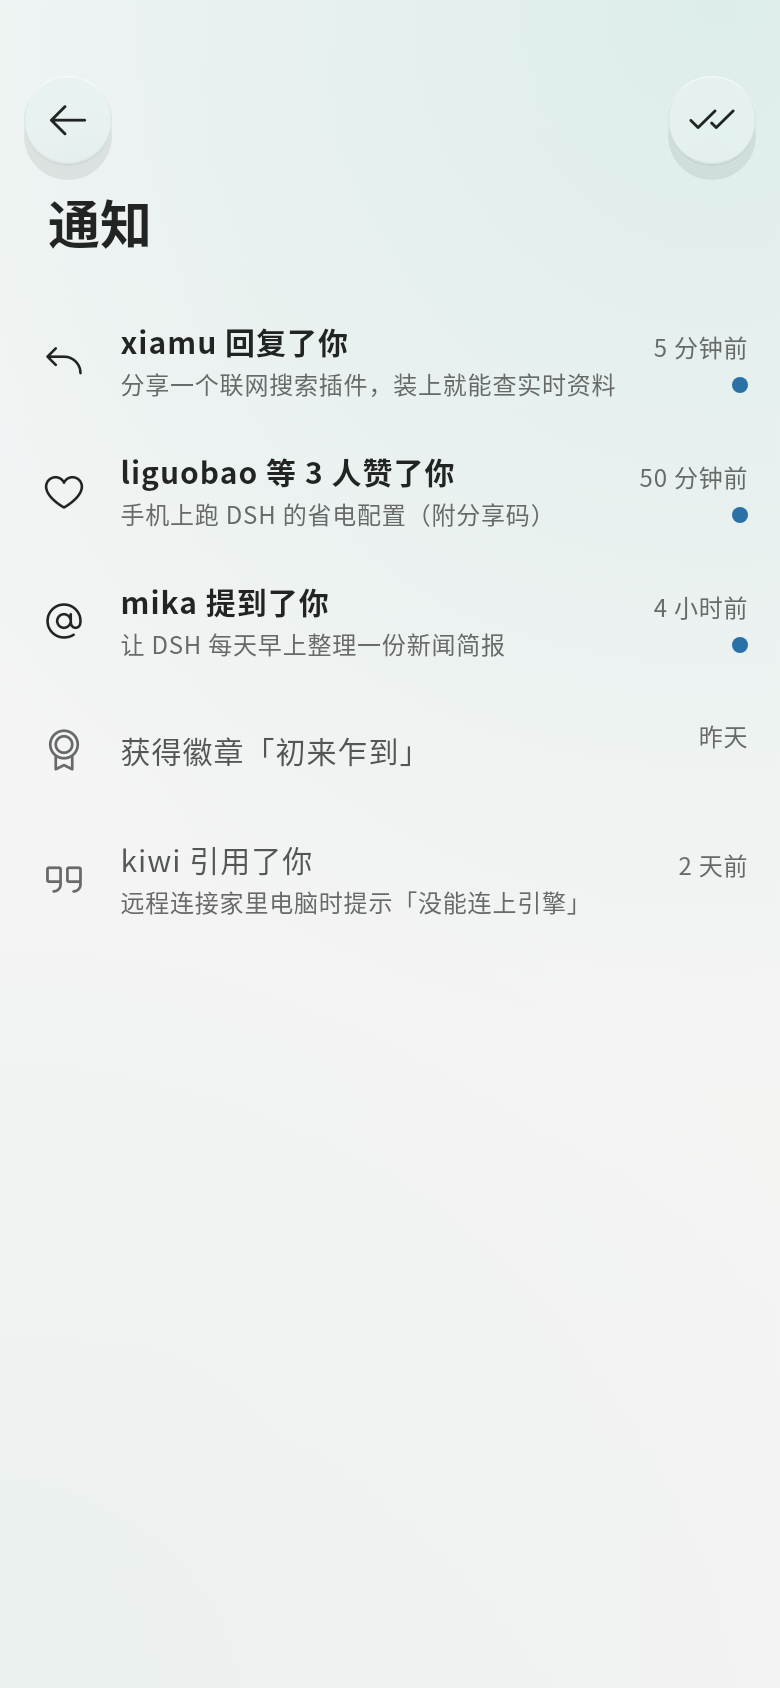 通知
xiamu 回复了你
5 分钟前
分享一个联网搜索插件，装上就能查实时资料
liguobao 等 3 人赞了你
50 分钟前
手机上跑 DSH 的省电配置（附分享码）
mika 提到了你
4 小时前
让 DSH 每天早上整理一份新闻简报
获得徽章「初来乍到」
昨天
kiwi 引用了你
2 天前
远程连接家里电脑时提示「没能连上引擎」